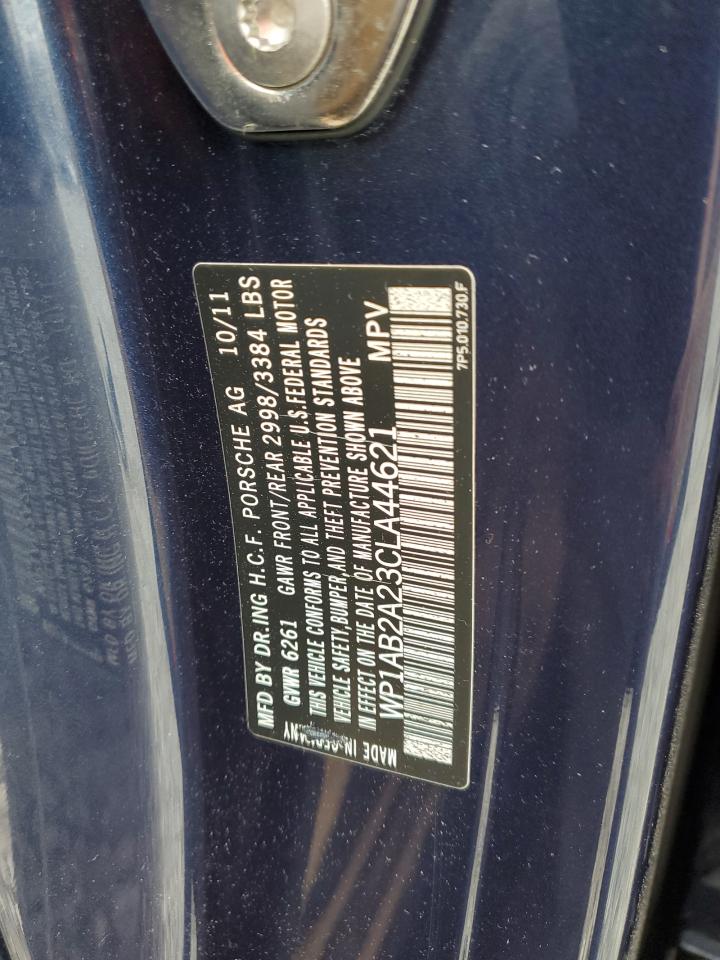 MFD BY DR.ING H.C.F. PORSCHE AG 10/11
GVWR 6261 GAWR FRONT/REAR 2998/3384 LBS
THIS VEHICLE CONFORMS TO ALL APPLICABLE U.S.FEDERAL MOTOR
VEHICLE SAFETY,BUMPER,AND THEFT PREVENTION STANDARDS
IN EFFECT ON THE DATE OF MANUFACTURE SHOWN ABOVE
WP1AB2A23CLA44621 MPV
MADE IN GERMANY
7P5.010.730.F